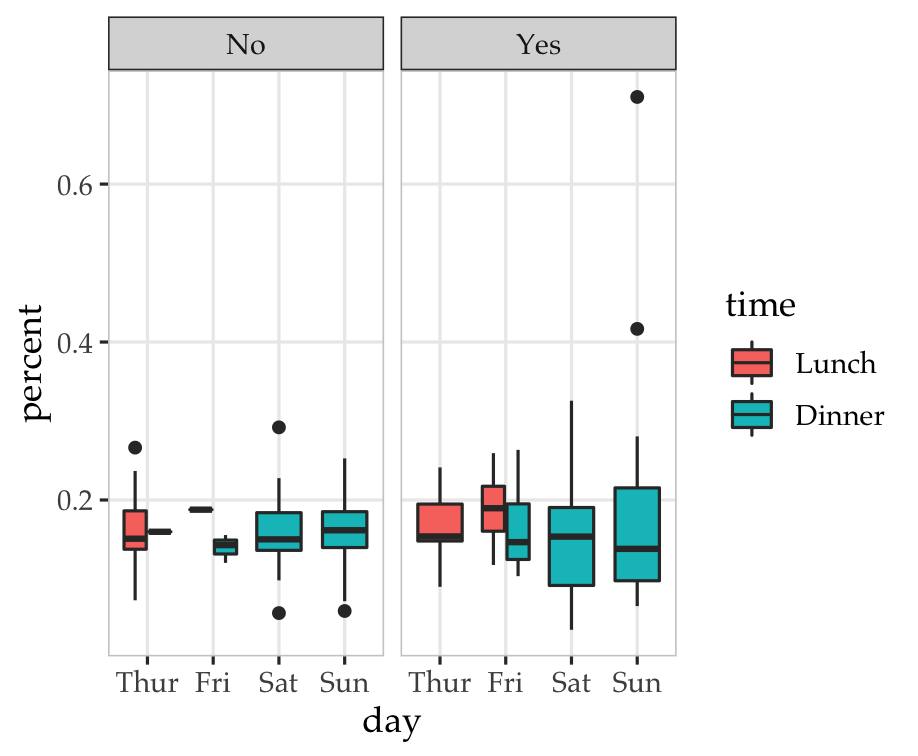 No Yes
0.6
0.4
0.2
percent
Thur Fri Sat Sun Thur Fri Sat Sun
day
time
Lunch
Dinner